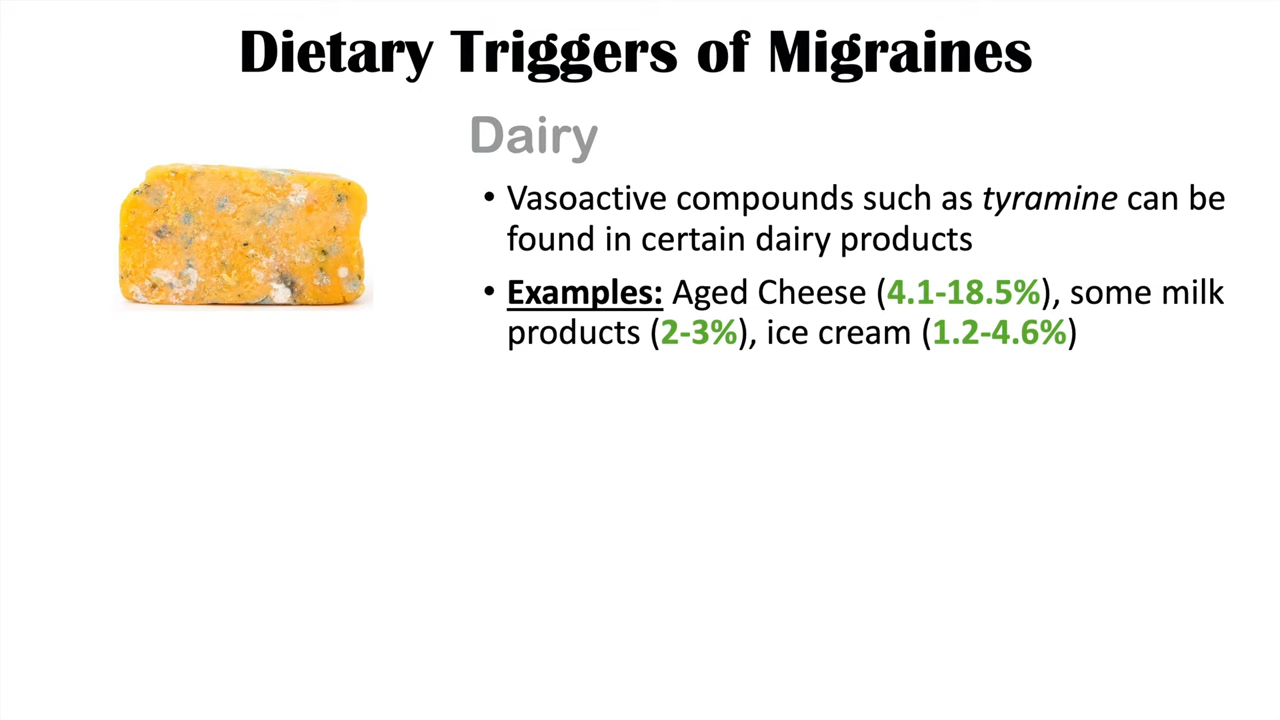 Dietary Triggers of Migraines
Dairy
• Vasoactive compounds such as tyramine can be
found in certain dairy products
• Examples: Aged Cheese (4.1-18.5%), some milk
products (2-3%), ice cream (1.2-4.6%)